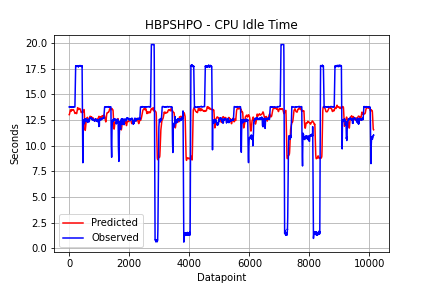 HBPSHPO - CPU Idle Time
20.0
17.5
15.0
12.5
10.0
7.5
5.0
2.5
0.0
Seconds
Predicted
Observed
0 2000 4000 6000 8000 10000
Datapoint